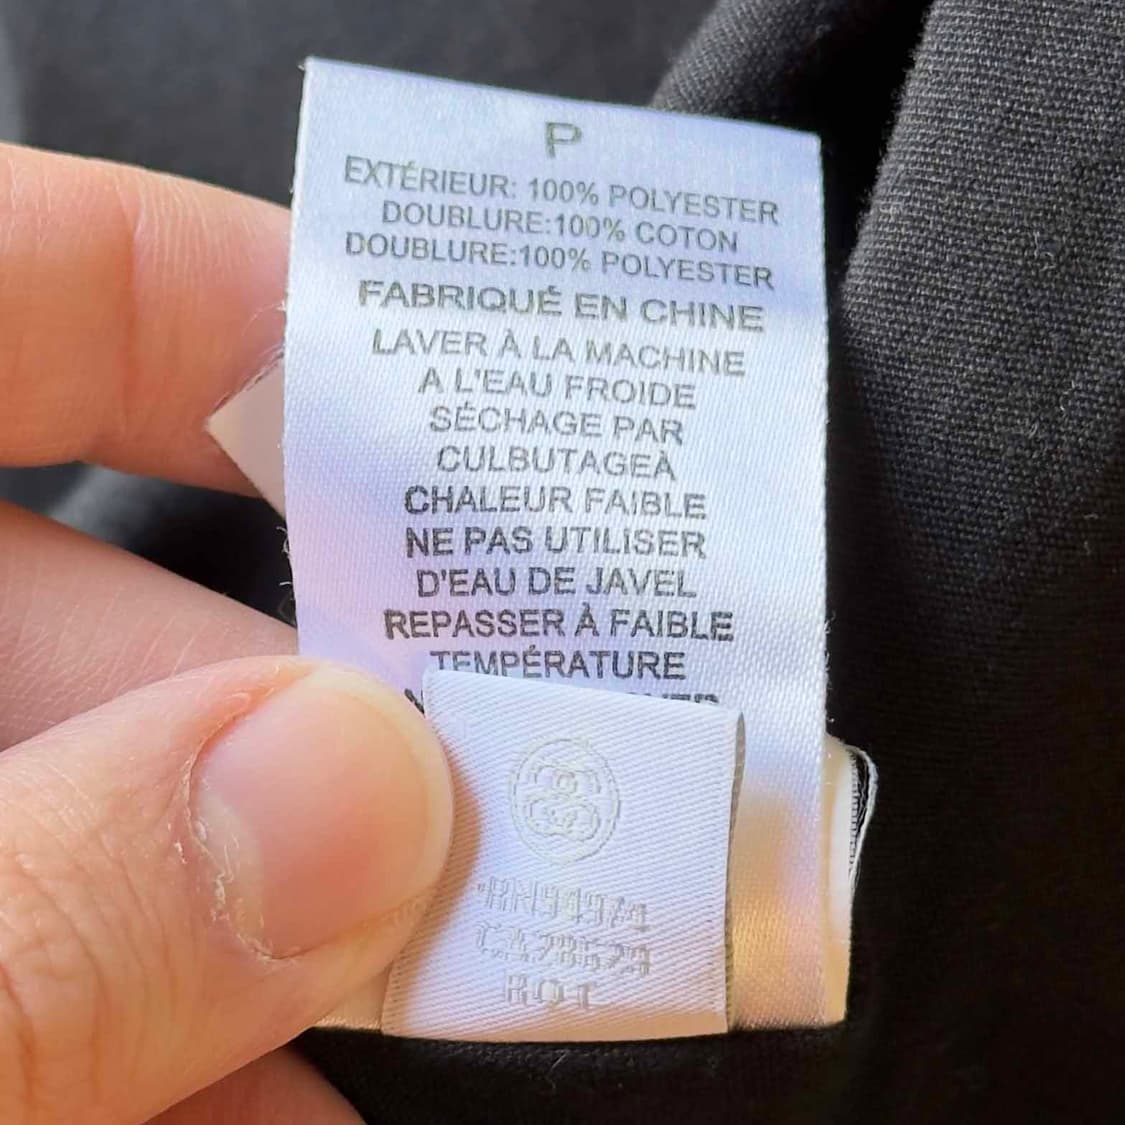 P
EXTÉRIEUR: 100% POLYESTER
DOUBLURE:100% COTON
DOUBLURE:100% POLYESTER
FABRIQUÉ EN CHINE
LAVER À LA MACHINE
A L'EAU FROIDE
SÉCHAGE PAR
CULBUTAGEÀ
CHALEUR FAIBLE
NE PAS UTILISER
D'EAU DE JAVEL
REPASSER À FAIBLE
TEMPÉRATURE